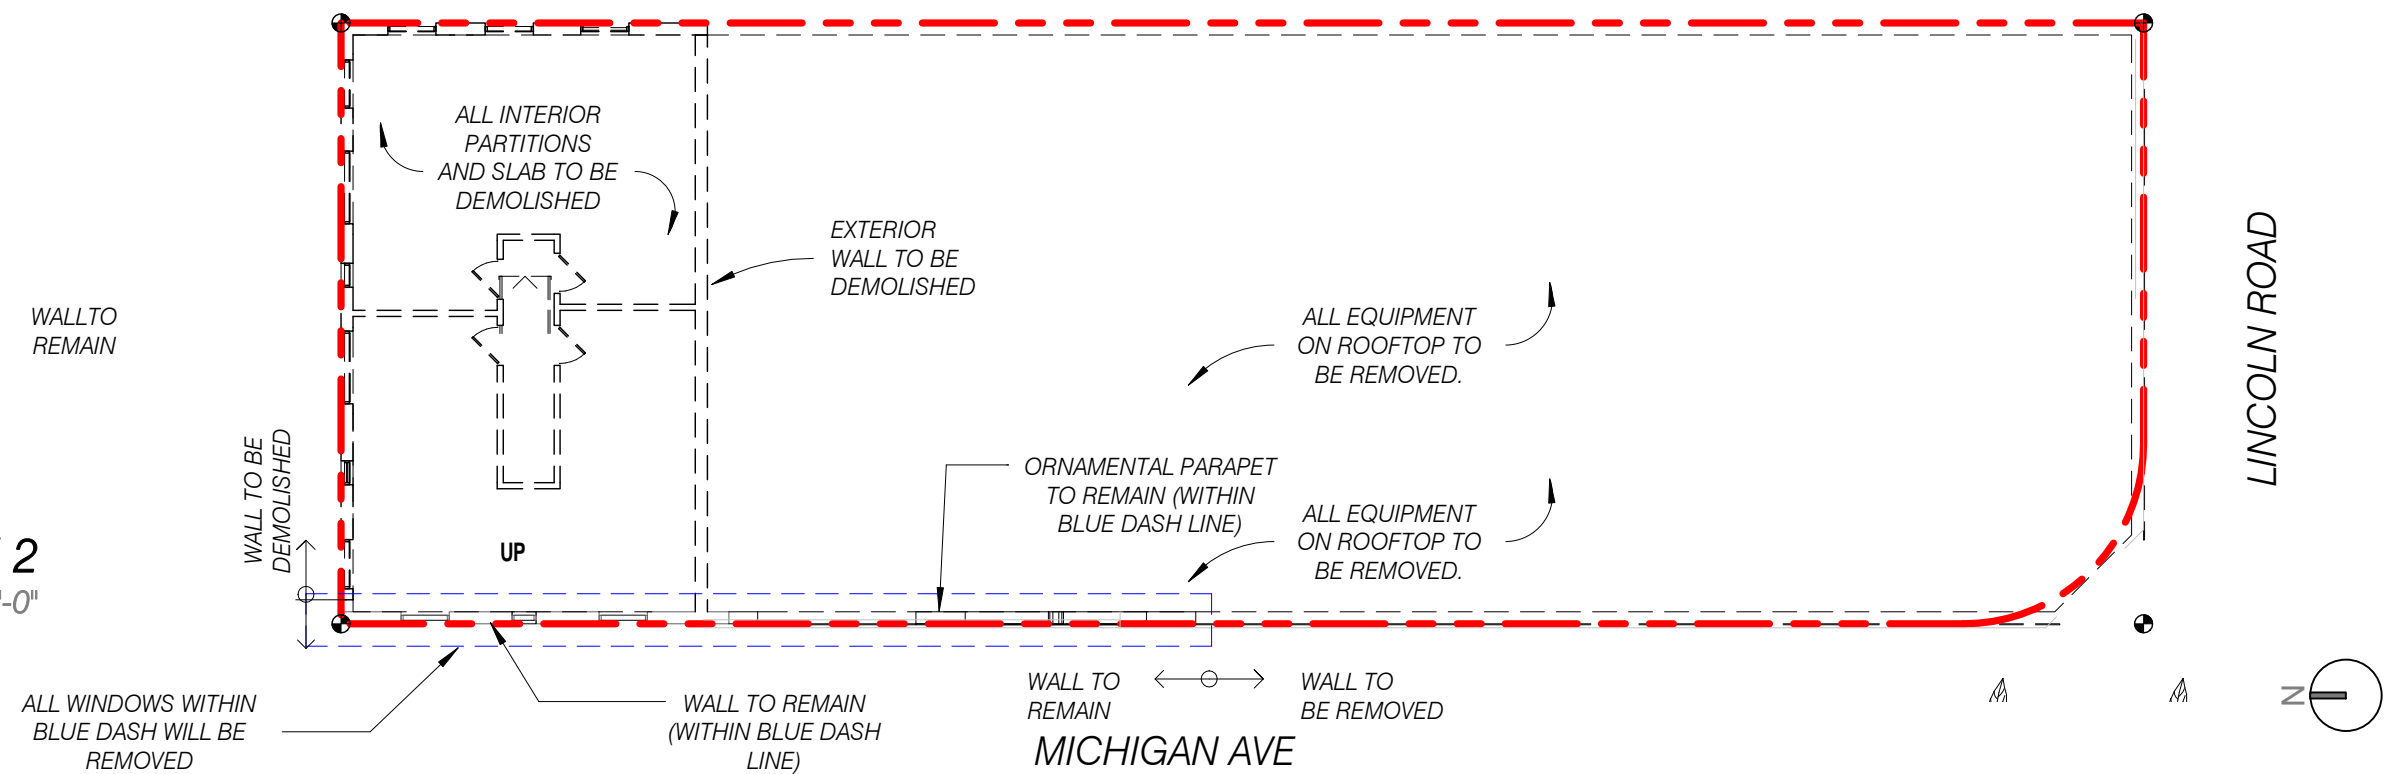 ALL INTERIOR
PARTITIONS
AND SLAB TO BE
DEMOLISHED
EXTERIOR
WALL TO BE
DEMOLISHED
WALLTO
REMAIN
ALL EQUIPMENT
ON ROOFTOP TO
BE REMOVED.
LINCOLN ROAD
WALL TO BE
DEMOLISHED
ORNAMENTAL PARAPET
TO REMAIN (WITHIN
BLUE DASH LINE)
ALL EQUIPMENT
ON ROOFTOP TO
BE REMOVED.
UP
2
"-0"
ALL WINDOWS WITHIN
BLUE DASH WILL BE
REMOVED
WALL TO REMAIN
(WITHIN BLUE DASH
LINE)
WALL TO
REMAIN
WALL TO
BE REMOVED
MICHIGAN AVE
N